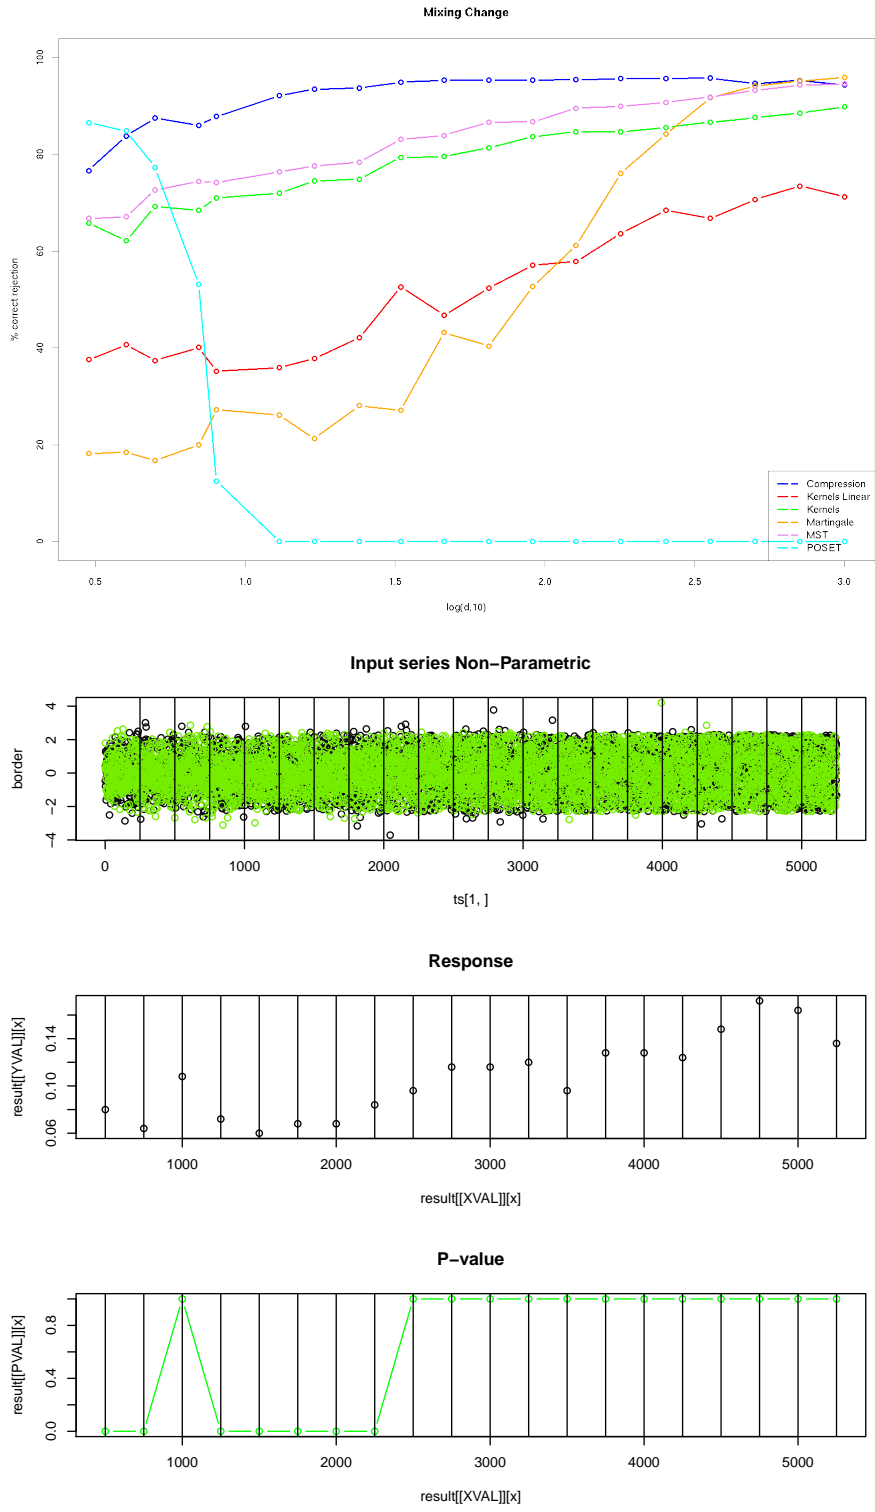 Mixing Change
100
80
60
40
20
0
% correct rejection
Compression
Kernels Linear
Kernels
Martingale
MST
POSET
0.5 1.0 1.5 2.0 2.5 3.0
log(d,10)
Input series Non−Parametric
4
2
0
−2
−4
border
0 1000 2000 3000 4000 5000
ts[1, ]
Response
0.14
0.10
0.06
result[[YVAL]][x]
1000 2000 3000 4000 5000
result[[XVAL]][x]
P−value
0.8
0.4
0.0
result[[PVAL]][x]
1000 2000 3000 4000 5000
result[[XVAL]][x]